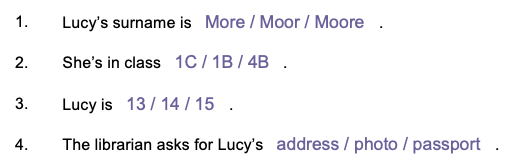 1. Lucy's surname is More / Moor / Moore .
2. She's in class 1C / 1B / 4B .
3. Lucy is 13 / 14 / 15 .
4. The librarian asks for Lucy's address / photo / passport .